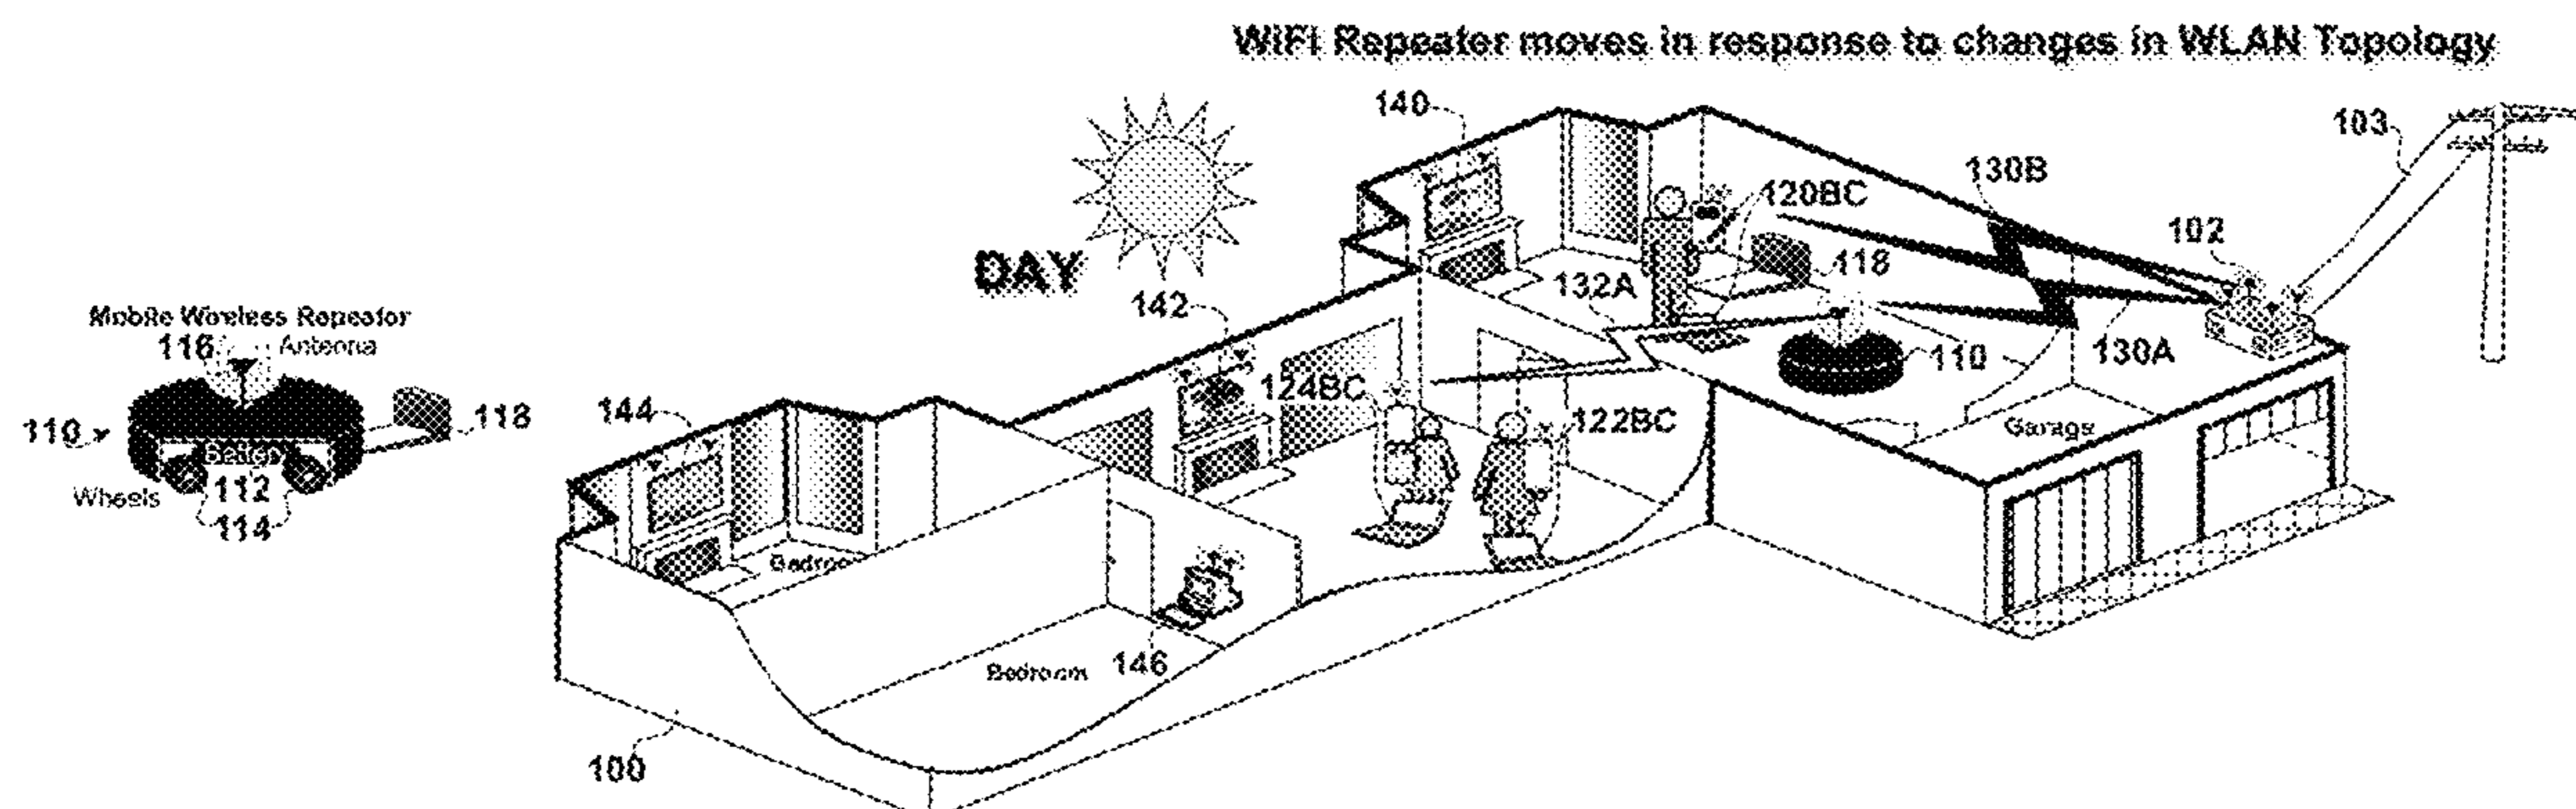 WiFi Repeater moves in response to changes in WLAN Topology
140
103
130B
120BC
102
118
DAY
132A
142
Mobile Wireless Repeater
116
Antenna
110
130A
124BC
144
118
122BC
110
Garage
Battery
Wheels
112
114
Bedroo
Bedroom
146
100